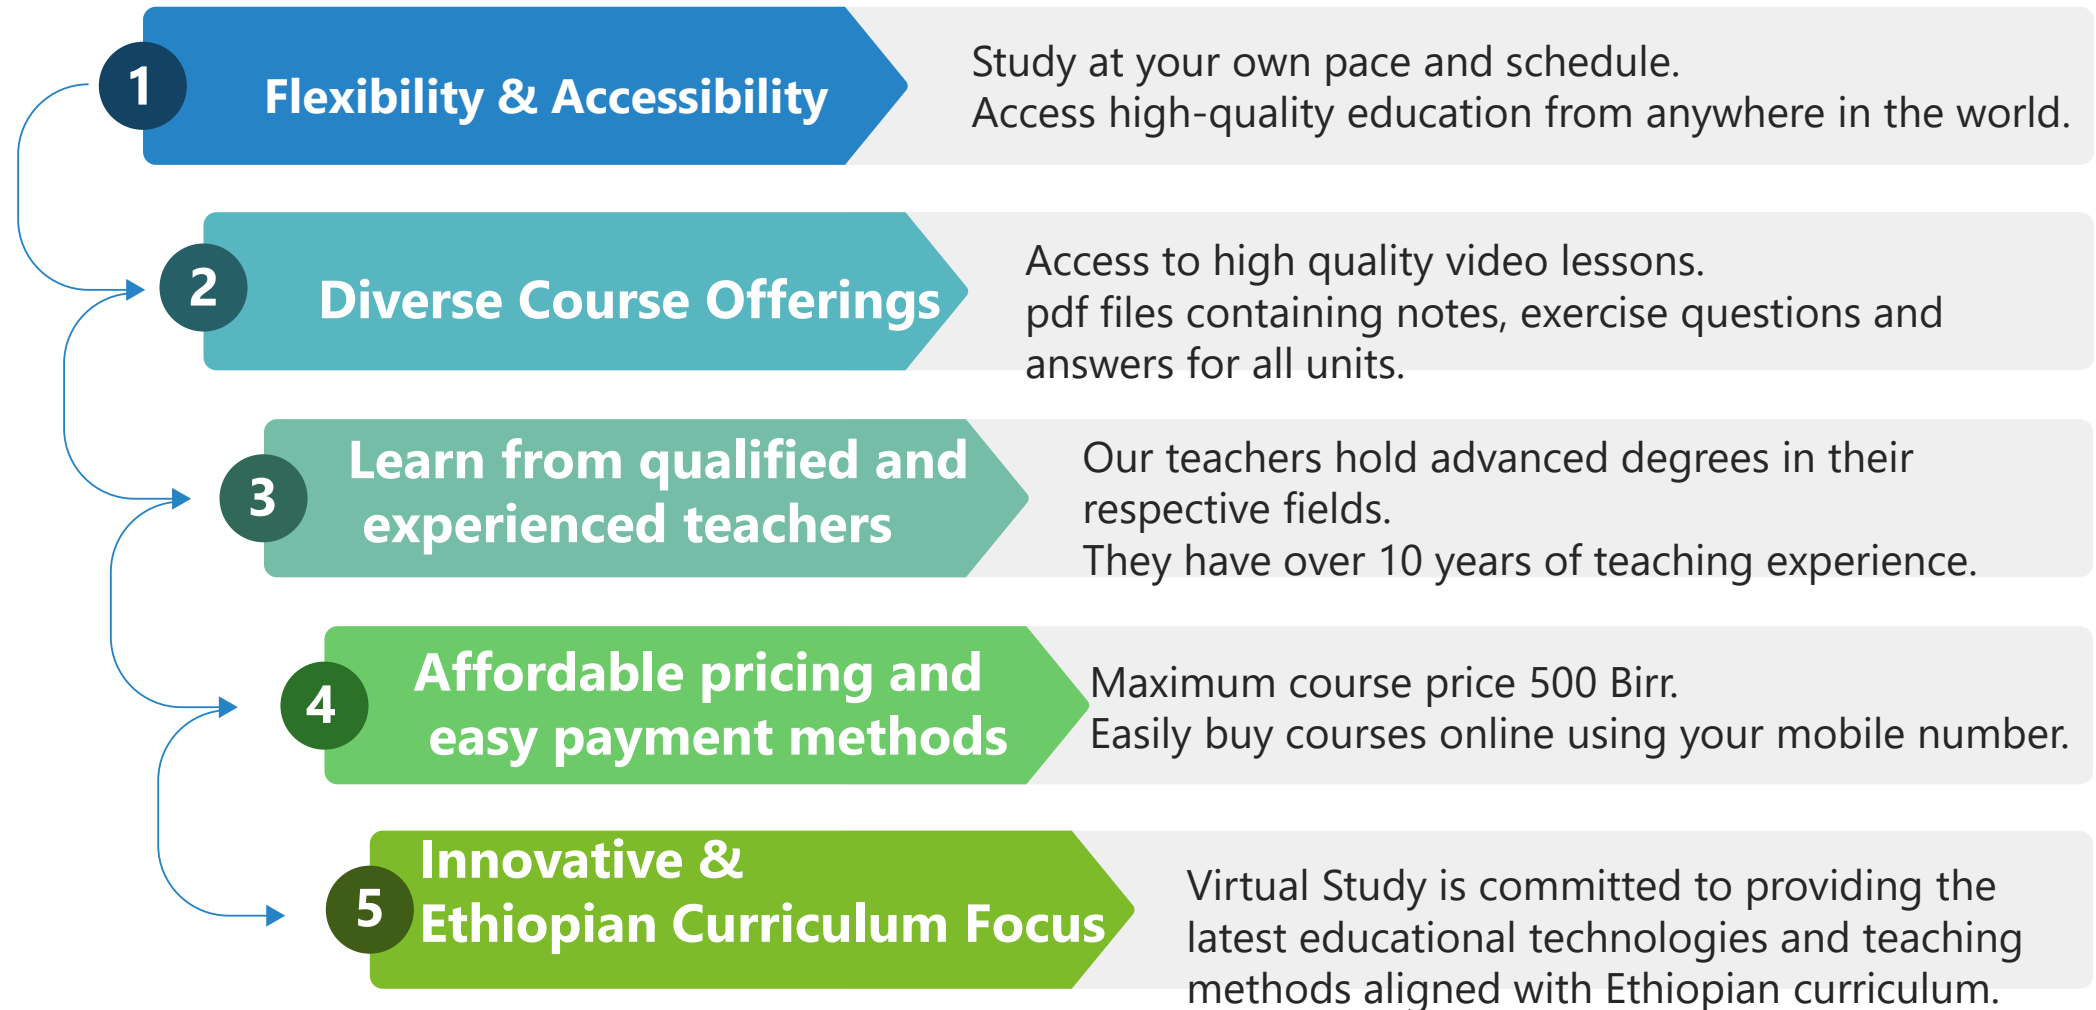 1
Flexibility & Accessibility
Study at your own pace and schedule.
Access high-quality education from anywhere in the world.
2
Diverse Course Offerings
Access to high quality video lessons.
pdf files containing notes, exercise questions and
answers for all units.
3
Learn from qualified and
experienced teachers
Our teachers hold advanced degrees in their
respective fields.
They have over 10 years of teaching experience.
4
Affordable pricing and
easy payment methods
Maximum course price 500 Birr.
Easily buy courses online using your mobile number.
5
Innovative &
Ethiopian Curriculum Focus
Virtual Study is committed to providing the
latest educational technologies and teaching
methods aligned with Ethiopian curriculum.